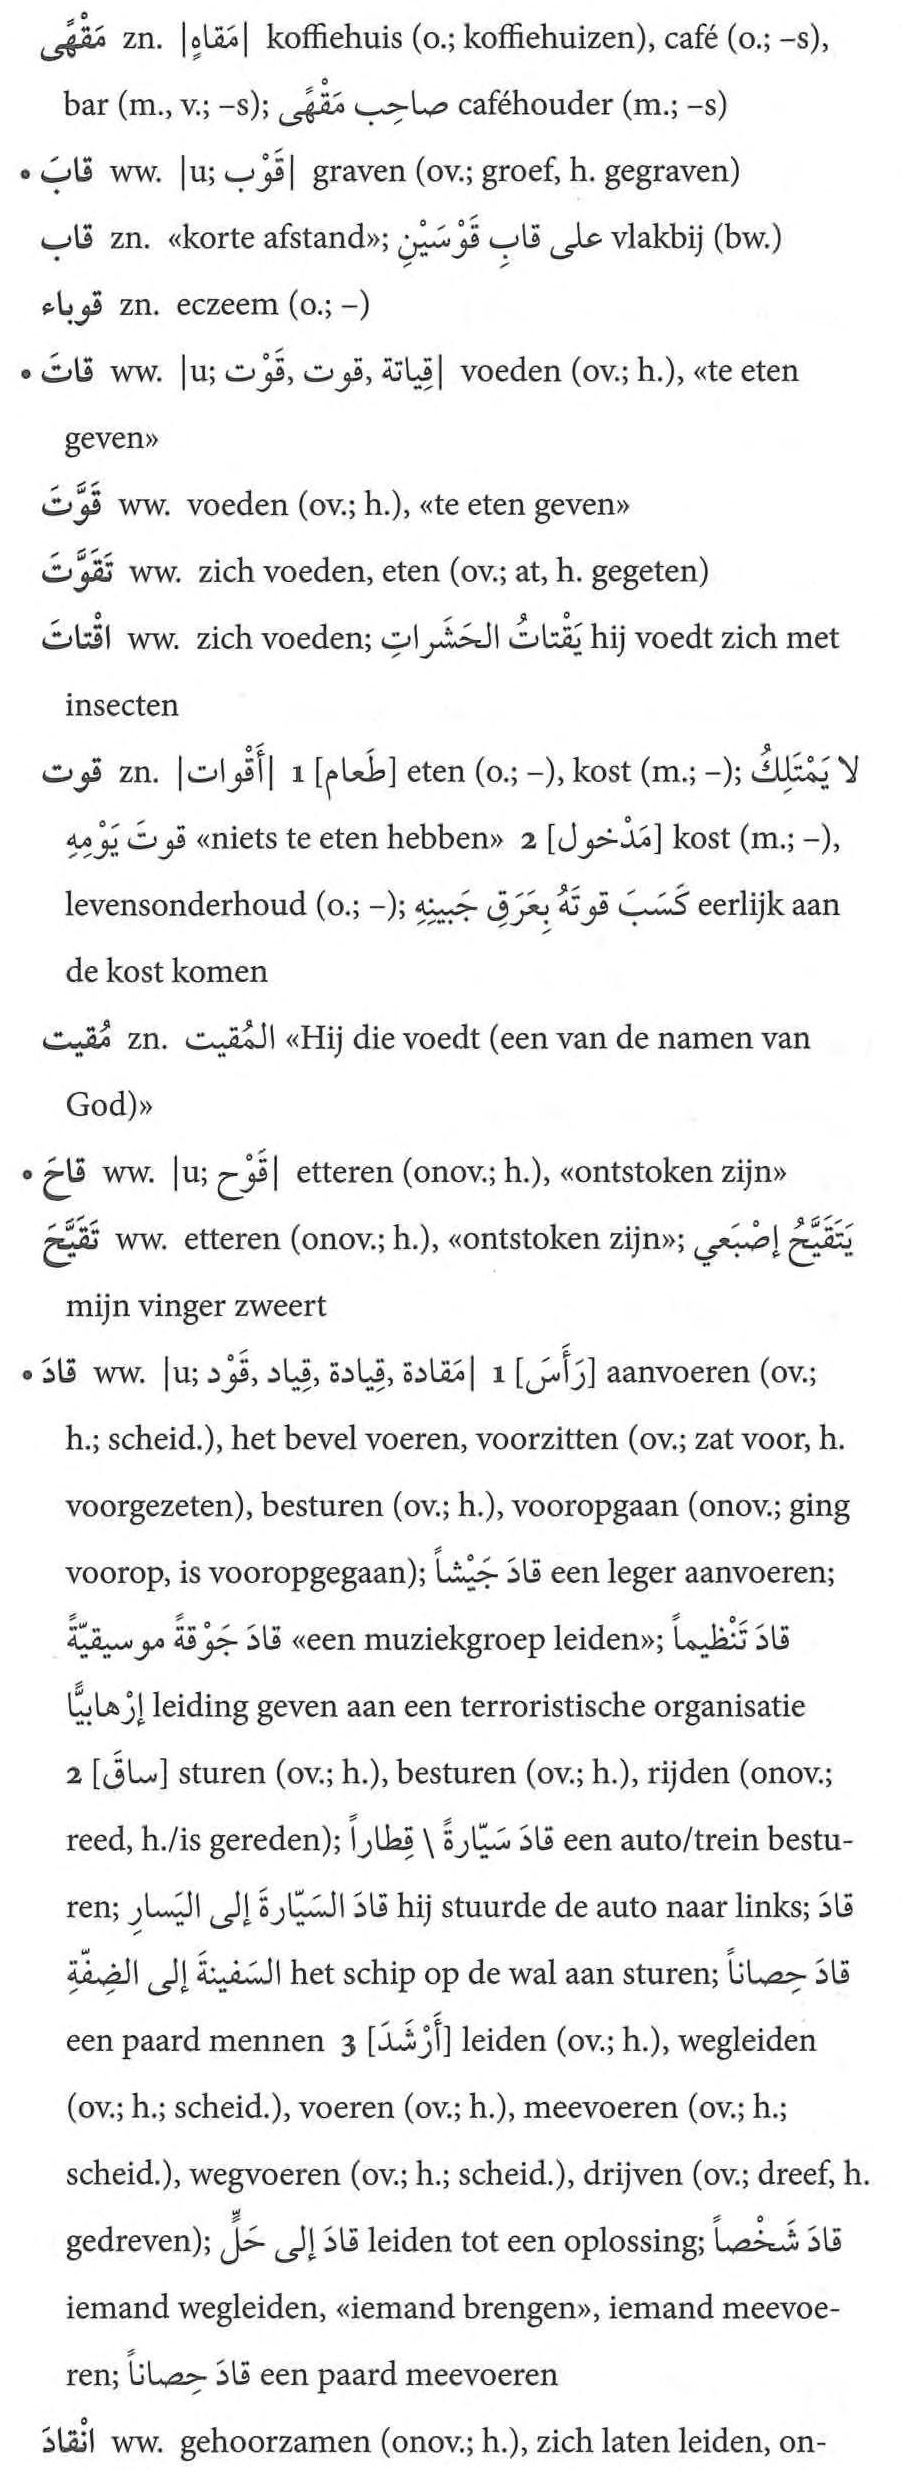 مَقْهًى zn. |مَقاهٍ| koffiehuis (o.; koffiehuizen), café (o.; –s),
bar (m., v.; –s); صاحِب مَقْهًى caféhouder (m.; –s)
• قابَ ww. |u; قَوْب| graven (ov.; groef, h. gegraven)
قاب zn. «korte afstand»; على قابِ قَوْسَيْنِ vlakbij (bw.)
قوباء zn. eczeem (o.; –)
• قاتَ ww. |u; قَوْت, قوت, قِياتة| voeden (ov.; h.), «te eten
geven»
قَوَّتَ ww. voeden (ov.; h.), «te eten geven»
تَقَوَّتَ ww. zich voeden, eten (ov.; at, h. gegeten)
اقْتاتَ ww. zich voeden; يَقْتاتُ الحَشَراتِ hij voedt zich met
insecten
قوت zn. |أَقْوات| 1 [طَعام] eten (o.; –), kost (m.; –); لا يَمْتَلِكُ
قوتَ يَوْمِهِ «niets te eten hebben» 2 [مَدْخول] kost (m.; –),
levensonderhoud (o.; –); كَسَبَ قوتَهُ بِعَرَقِ جَبينِهِ eerlijk aan
de kost komen
مُقيت zn. المُقيت «Hij die voedt (een van de namen van
God)»
• قاحَ ww. |u; قَوْح| etteren (onov.; h.), «ontstoken zijn»
تَقَيَّحَ ww. etteren (onov.; h.), «ontstoken zijn»; يَتَقَيَّحُ إصْبَعي
mijn vinger zweert
• قادَ ww. |u; قَوْد, قِياد, قِيادة, مَقادة| 1 [رَأَسَ] aanvoeren (ov.;
h.; scheid.), het bevel voeren, voorzitten (ov.; zat voor, h.
voorgezeten), besturen (ov.; h.), vooropgaan (onov.; ging
voorop, is vooropgegaan); قادَ جَيْشاً een leger aanvoeren;
قادَ جَوْقةً موسيقيّةً «een muziekgroep leiden»; قادَ تَنْظيماً
إرْهابيًّا leiding geven aan een terroristische organisatie
2 [ساقَ] sturen (ov.; h.), besturen (ov.; h.), rijden (onov.;
reed, h./is gereden); قادَ سَيّارةً \ قِطاراً een auto/trein bestu-
ren; قادَ السَيّارةَ إلى اليَسارِ hij stuurde de auto naar links; قادَ
السَفينةَ إلى الضِفّةِ het schip op de wal aan sturen; قادَ حِصاناً
een paard mennen 3 [أَرْشَدَ] leiden (ov.; h.), wegleiden
(ov.; h.; scheid.), voeren (ov.; h.), meevoeren (ov.; h.;
scheid.), wegvoeren (ov.; h.; scheid.), drijven (ov.; dreef, h.
gedreven); قادَ إلى حَلٍّ leiden tot een oplossing; قادَ شَخْصاً
iemand wegleiden, «iemand brengen», iemand meevoe-
ren; قادَ حِصاناً een paard meevoeren
انْقادَ ww. gehoorzamen (onov.; h.), zich laten leiden, on-